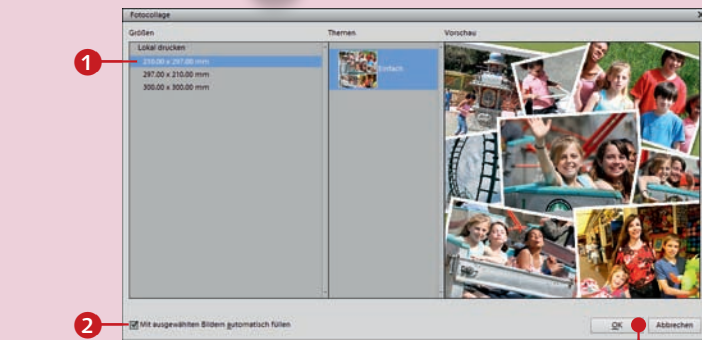 Fotocollage
Größen
Themen
Vorschau
Lokal drucken
210.00 x 297.00 mm
297.00 x 210.00 mm
300.00 x 300.00 mm
Einfach
1
2
Mit ausgewählten Bildern automatisch füllen
OK
Abbrechen